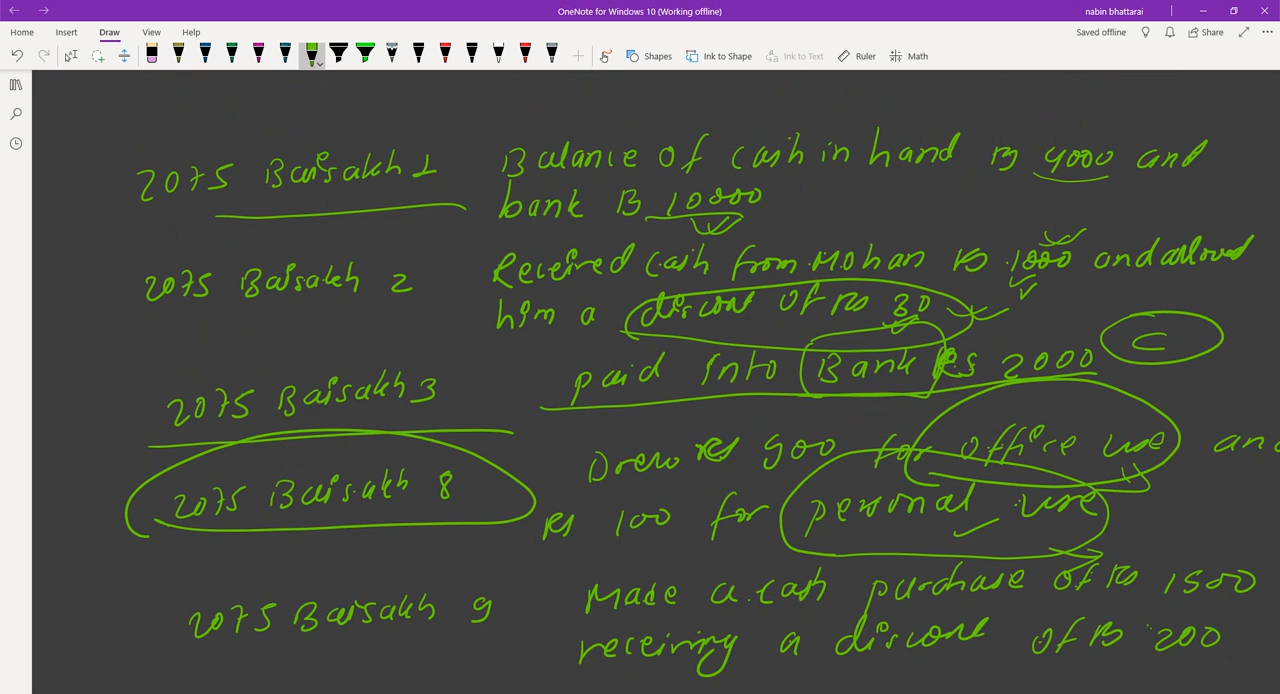 OneNote for Windows 10 (Working offline)
nabin bhattarai
Home Insert Draw View Help
Saved offline Share
Shapes Ink to Shape Ink to Text Ruler Math
2075 Baisakh 1 Balance of cash in hand Rs 4000 and
bank Rs 10000
2075 Baisakh 2 Received cash from Mohan Rs 1000 and allowed
him a discount of Rs 30
2075 Baisakh 3 paid into Bank Rs 2000 C
2075 Baisakh 8 Drew Rs 900 for office use and
Rs 100 for personal use
2075 Baisakh 9 Made a cash purchase of Rs 1500
receiving a discount of Rs 200